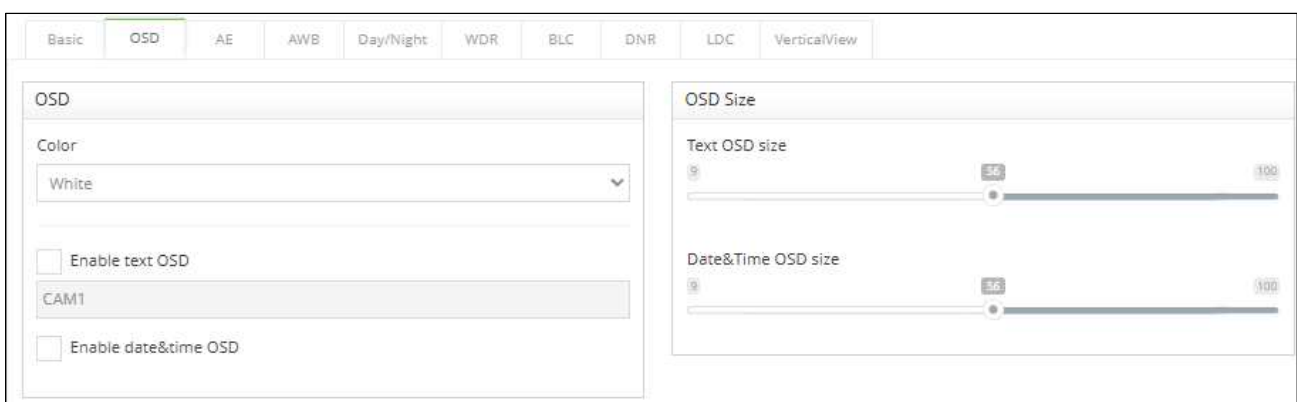 Basic OSD AE AWB Day/Night WDR BLC DNR LDC VerticalView
OSD
Color
White
Enable text OSD
CAM1
Enable date&time OSD
OSD Size
Text OSD size
9 56 100
Date&Time OSD size
9 56 100